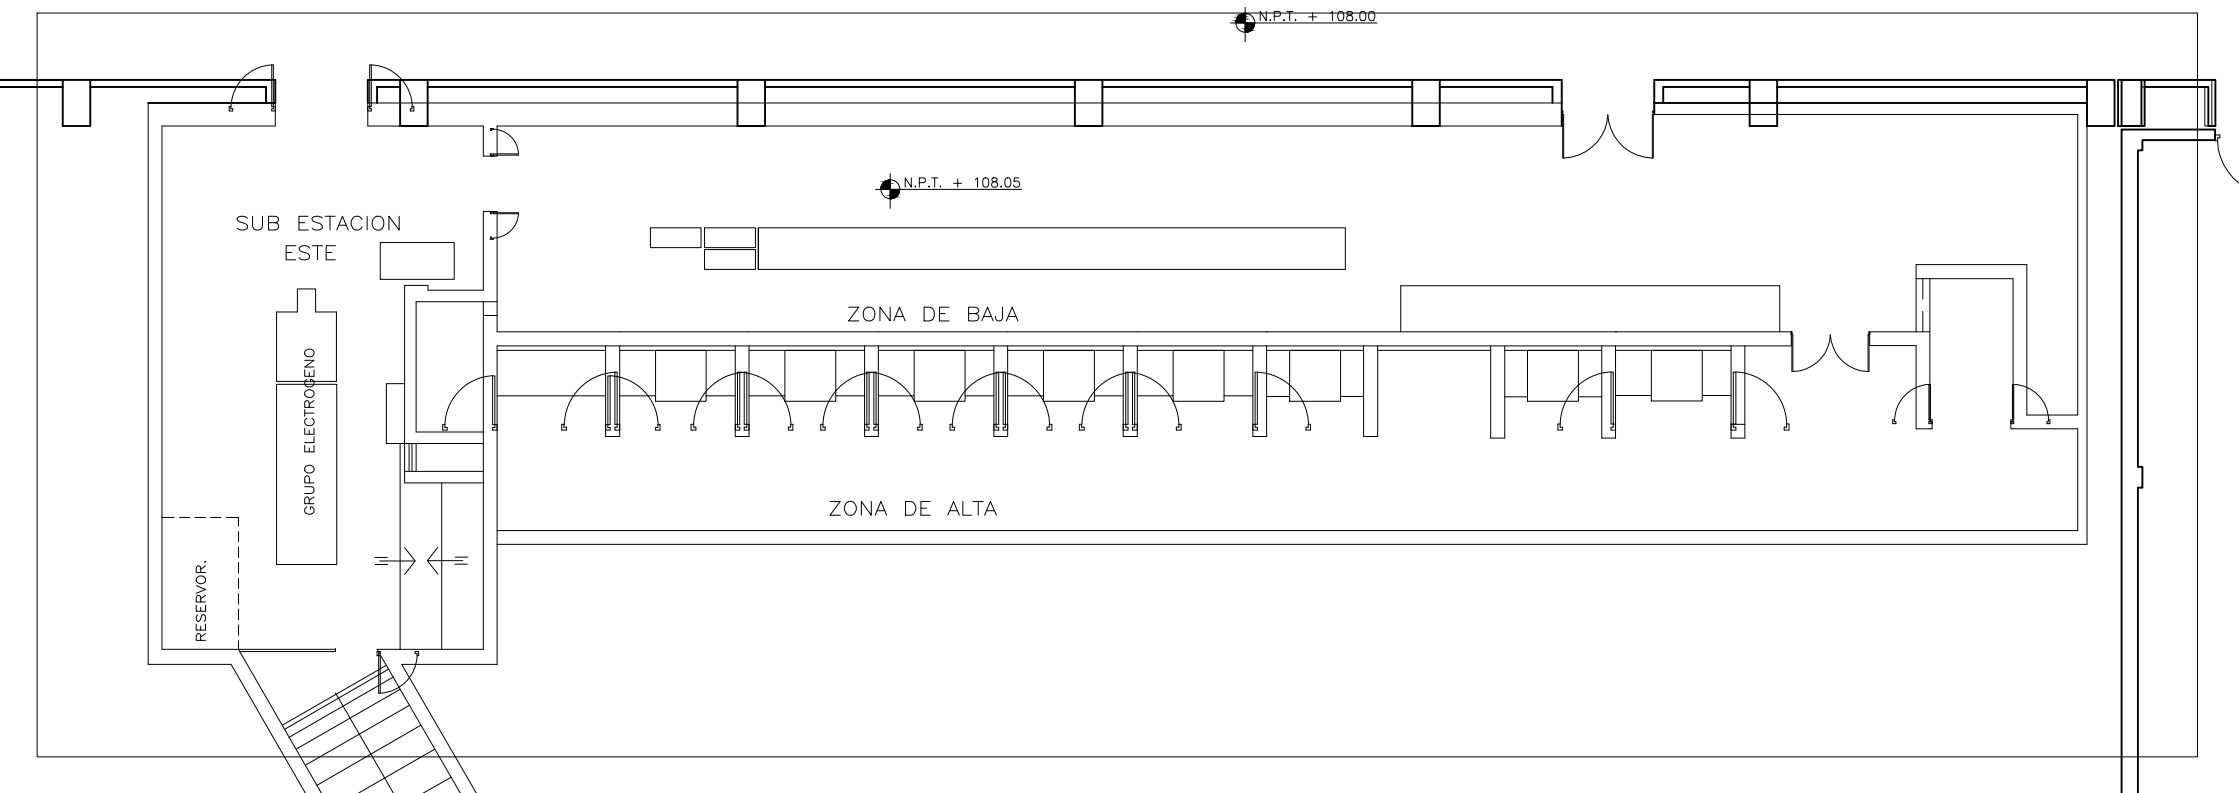 N.P.T. + 108.00
N.P.T. + 108.05
SUB ESTACION
ESTE
ZONA DE BAJA
GRUPO ELECTROGENO
ZONA DE ALTA
RESERVOR.